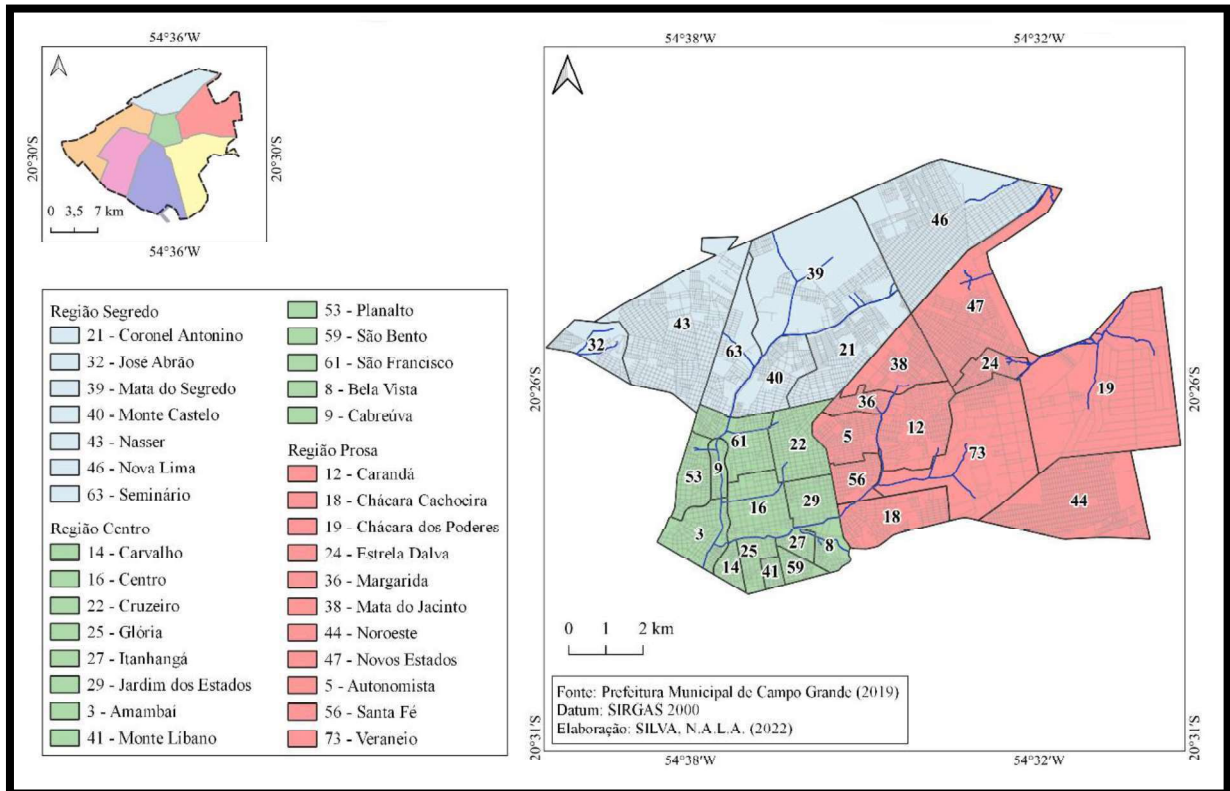 54°36'W
20°30'S
20°30'S
0 3,5 7 km
54°36'W
Região Segredo
21 - Coronel Antonino
32 - José Abrão
39 - Mata do Segredo
40 - Monte Castelo
43 - Nasser
46 - Nova Lima
63 - Seminário
Região Centro
14 - Carvalho
16 - Centro
22 - Cruzeiro
25 - Glória
27 - Itanhangá
29 - Jardim dos Estados
3 - Amambaí
41 - Monte Libano
53 - Planalto
59 - São Bento
61 - São Francisco
8 - Bela Vista
9 - Cabreúva
Região Prosa
12 - Carandá
18 - Chácara Cachoeira
19 - Chácara dos Poderes
24 - Estrela Dalva
36 - Margarida
38 - Mata do Jacinto
44 - Noroeste
47 - Novos Estados
5 - Autonomista
56 - Santa Fé
73 - Veraneio
54°38'W 54°32'W
46
39
47
43
32
63
21
40
38
24
19
20°26'S
20°26'S
36
12
5
61
22
9
53
73
56
16
29
44
18
3
27
8
25
14
41
59
0 1 2 km
Fonte: Prefeitura Municipal de Campo Grande (2019)
Datum: SIRGAS 2000
Elaboração: SILVA, N.A.L.A. (2022)
20°31'S
20°31'S
54°38'W 54°32'W